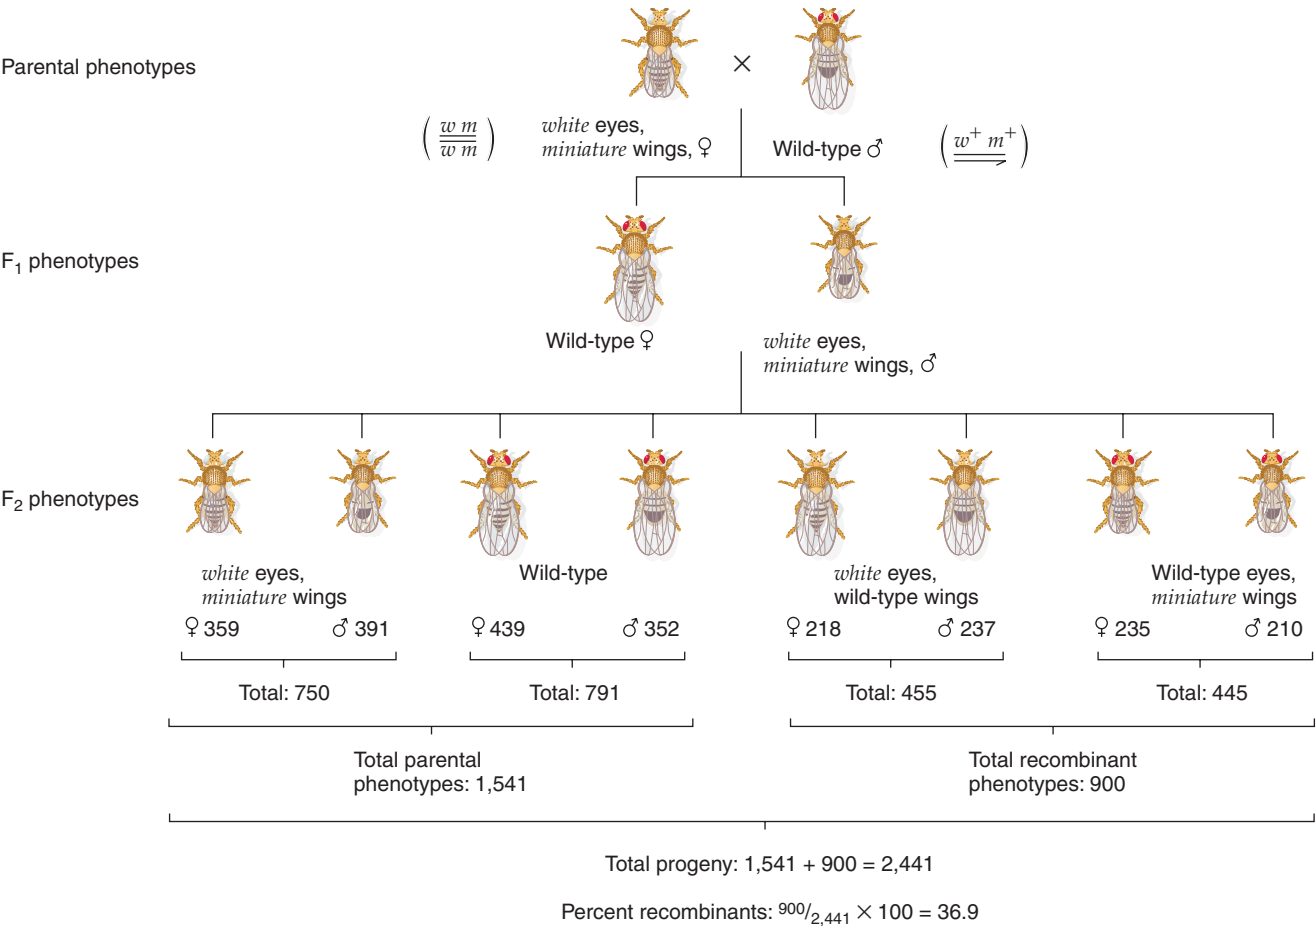 Parental phenotypes
×
( w m / w m )
white eyes,
miniature wings, ♀
Wild-type ♂
( w⁺ m⁺ )
F₁ phenotypes
Wild-type ♀
white eyes,
miniature wings, ♂
F₂ phenotypes
white eyes,
miniature wings
♀ 359 ♂ 391
Total: 750
Wild-type
♀ 439 ♂ 352
Total: 791
white eyes,
wild-type wings
♀ 218 ♂ 237
Total: 455
Wild-type eyes,
miniature wings
♀ 235 ♂ 210
Total: 445
Total parental
phenotypes: 1,541
Total recombinant
phenotypes: 900
Total progeny: 1,541 + 900 = 2,441
Percent recombinants: 900/2,441 × 100 = 36.9